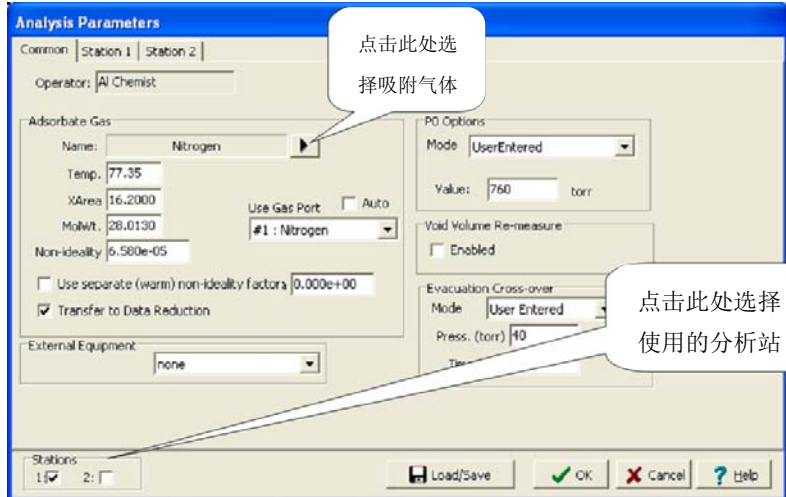 Analysis Parameters
Common Station 1 Station 2
点击此处选
择吸附气体
Operator: Al Chemist
Adsorbate Gas
Name: Nitrogen
Temp. 77.35
XArea 16.2000
MolWt. 28.0130
Non-ideality 6.580e-05
Use Gas Port Auto
#1 : Nitrogen
Use separate (warm) non-ideality factors 0.000e+00
Transfer to Data Reduction
External Equipment
none
P0 Options
Mode UserEntered
Value: 760 torr
Void Volume Re-measure
Enabled
Evacuation Cross-over
Mode User Entered
Press. (torr) 40
点击此处选择
使用的分析站
Stations
1: 2:
Load/Save OK Cancel Help